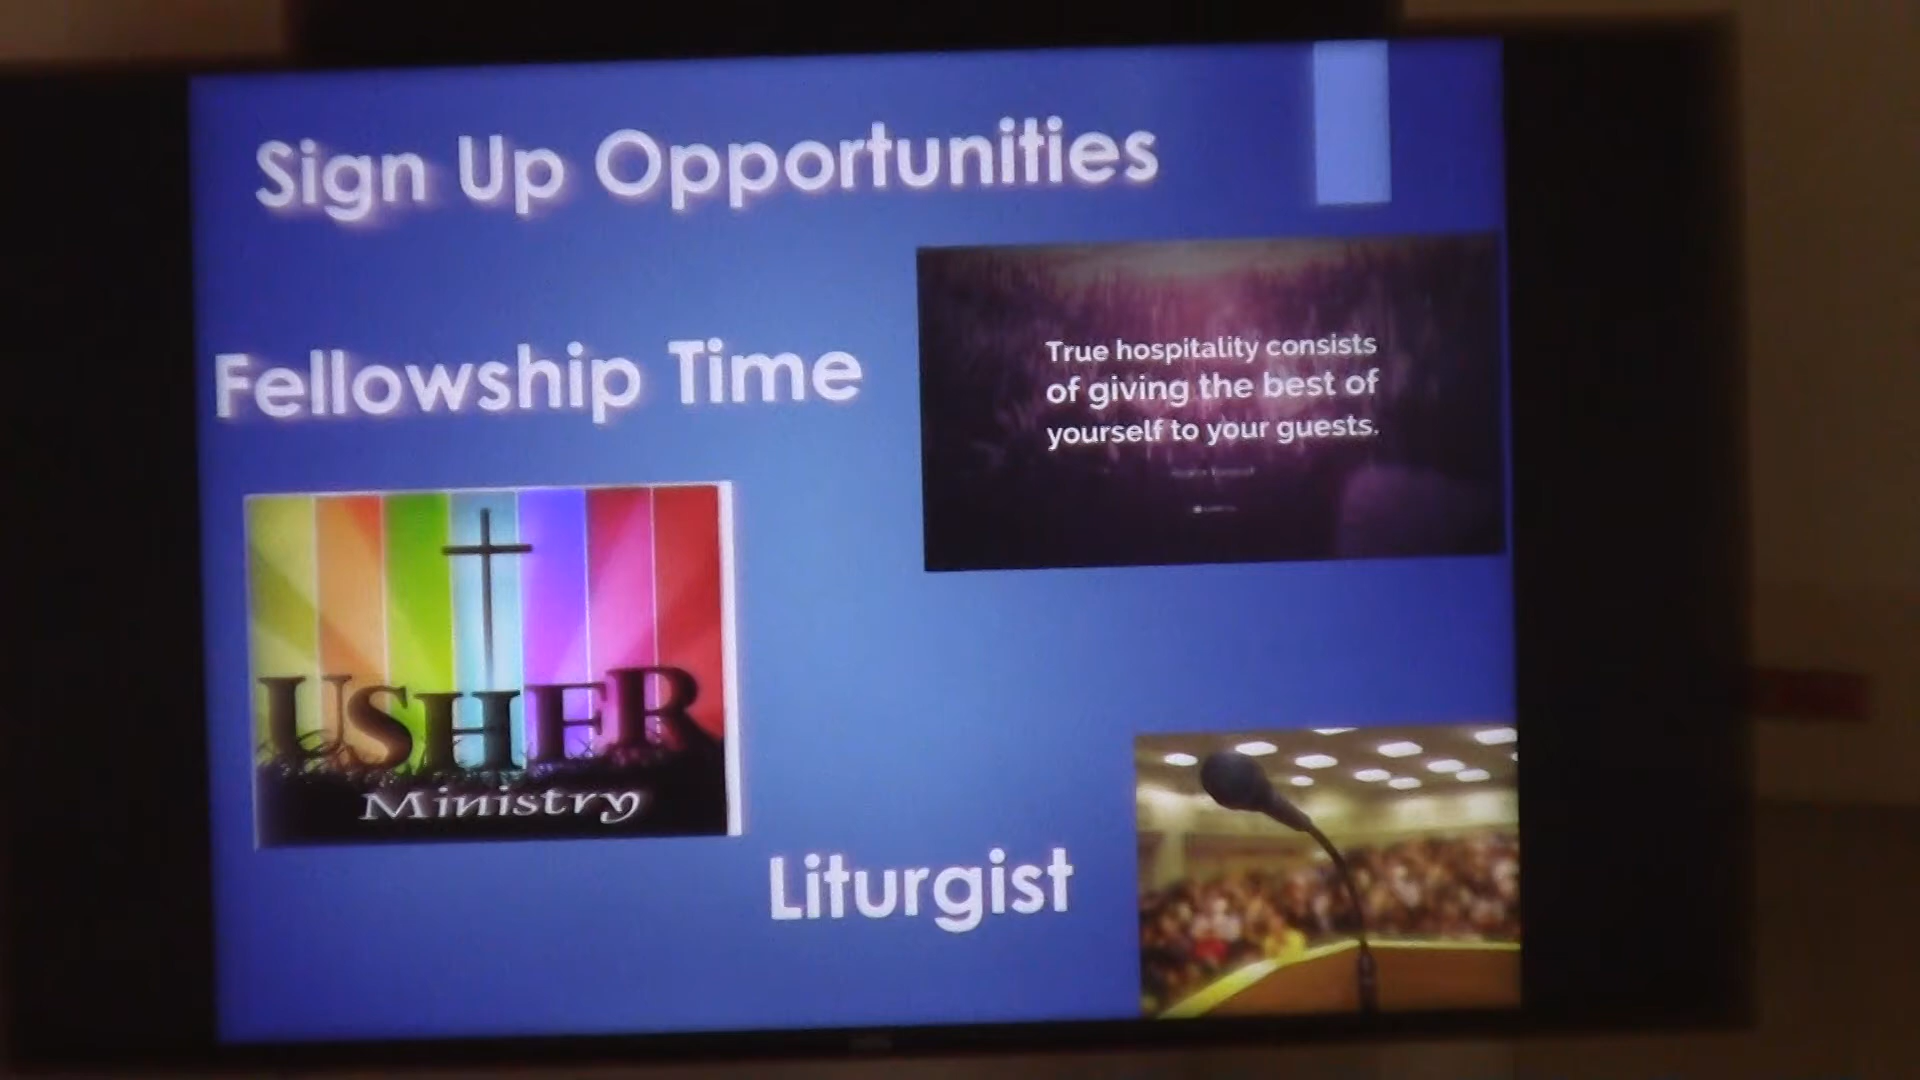 Sign Up Opportunities
Fellowship Time
True hospitality consists
of giving the best of
yourself to your guests.
USHER
Ministry
Liturgist